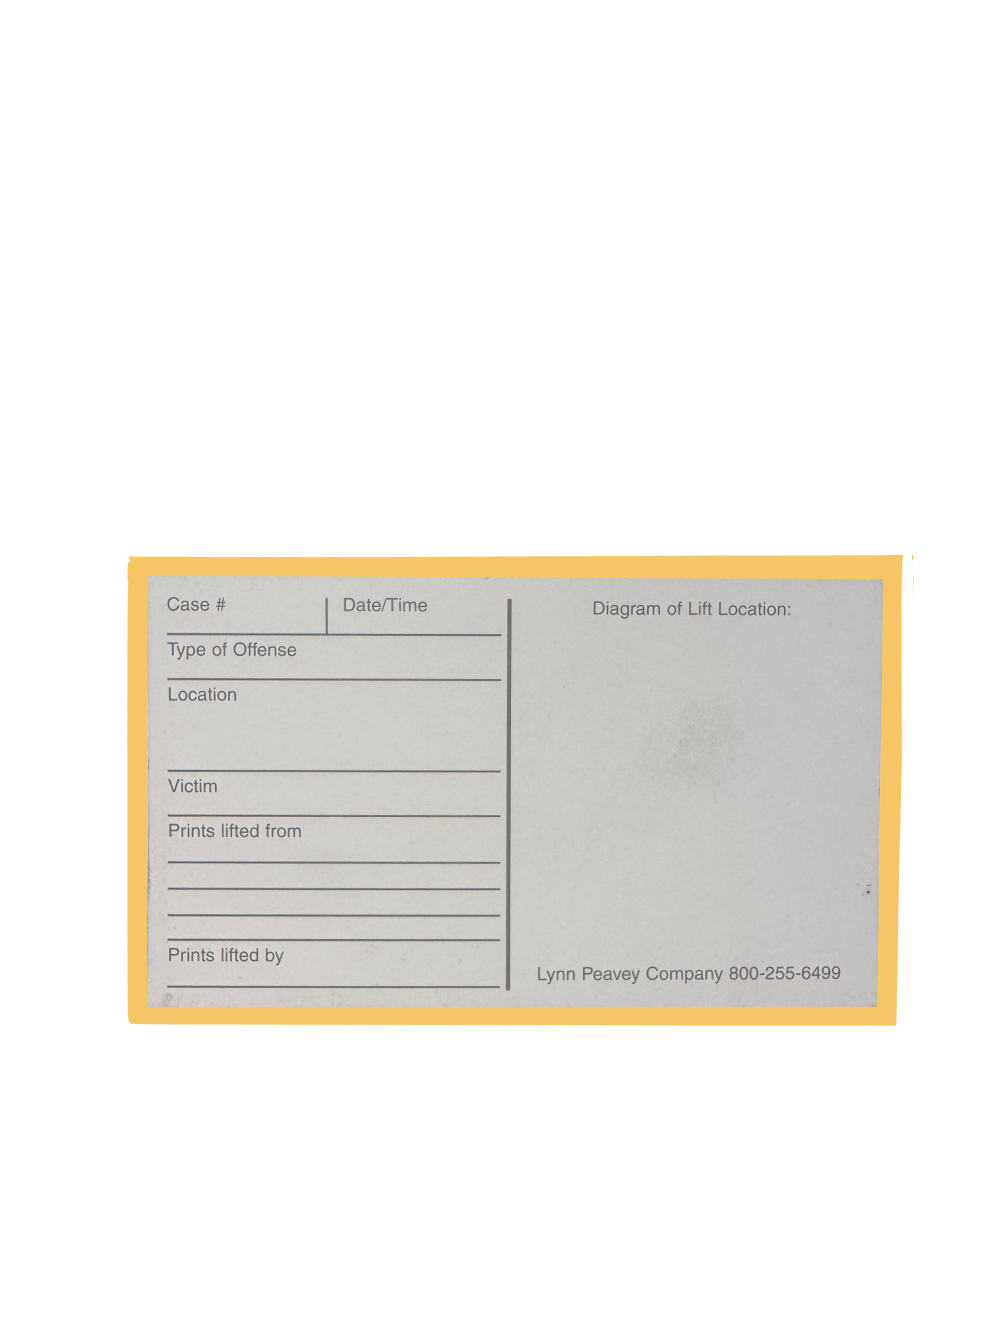 Case #
Date/Time
Type of Offense
Location
Victim
Prints lifted from
Prints lifted by
Diagram of Lift Location:
Lynn Peavey Company 800-255-6499